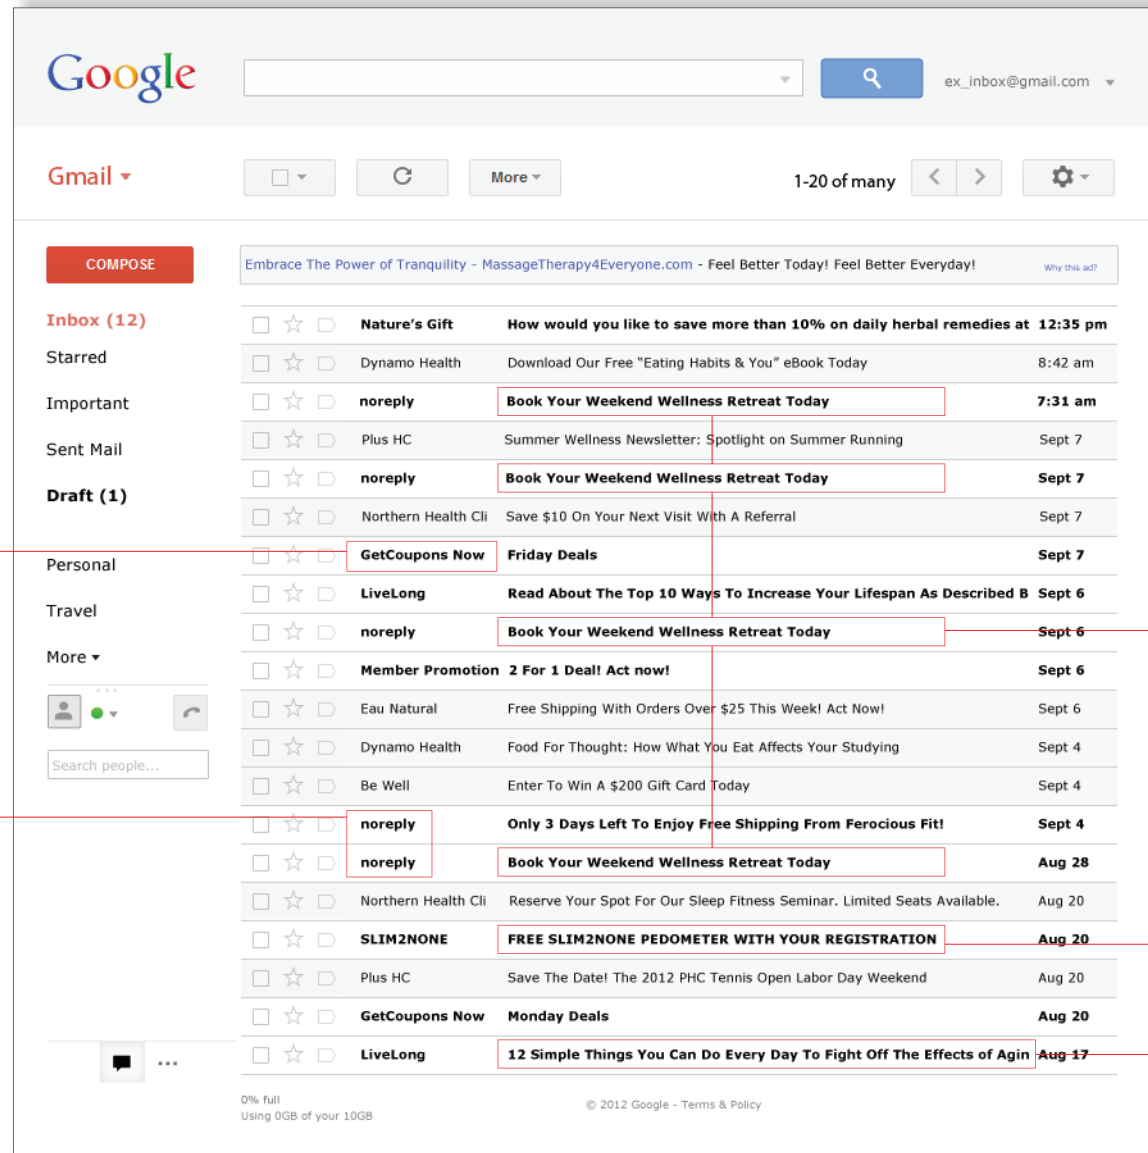 Google
ex_inbox@gmail.com
Gmail
More
1-20 of many
COMPOSE
Embrace The Power of Tranquility - MassageTherapy4Everyone.com - Feel Better Today! Feel Better Everyday!
Why this ad?
Inbox (12)
Starred
Important
Sent Mail
Draft (1)
Personal
Travel
More
Search people...
Nature's Gift How would you like to save more than 10% on daily herbal remedies at 12:35 pm
Dynamo Health Download Our Free “Eating Habits & You” eBook Today 8:42 am
noreply Book Your Weekend Wellness Retreat Today 7:31 am
Plus HC Summer Wellness Newsletter: Spotlight on Summer Running Sept 7
noreply Book Your Weekend Wellness Retreat Today Sept 7
Northern Health Cli Save $10 On Your Next Visit With A Referral Sept 7
GetCoupons Now Friday Deals Sept 7
LiveLong Read About The Top 10 Ways To Increase Your Lifespan As Described B Sept 6
noreply Book Your Weekend Wellness Retreat Today Sept 6
Member Promotion 2 For 1 Deal! Act now! Sept 6
Eau Natural Free Shipping With Orders Over $25 This Week! Act Now! Sept 6
Dynamo Health Food For Thought: How What You Eat Affects Your Studying Sept 4
Be Well Enter To Win A $200 Gift Card Today Sept 4
noreply Only 3 Days Left To Enjoy Free Shipping From Ferocious Fit! Sept 4
noreply Book Your Weekend Wellness Retreat Today Aug 28
Northern Health Cli Reserve Your Spot For Our Sleep Fitness Seminar. Limited Seats Available. Aug 20
SLIM2NONE FREE SLIM2NONE PEDOMETER WITH YOUR REGISTRATION Aug 20
Plus HC Save The Date! The 2012 PHC Tennis Open Labor Day Weekend Aug 20
GetCoupons Now Monday Deals Aug 20
LiveLong 12 Simple Things You Can Do Every Day To Fight Off The Effects of Agin Aug 17
0% full
Using 0GB of your 10GB
© 2012 Google - Terms & Policy